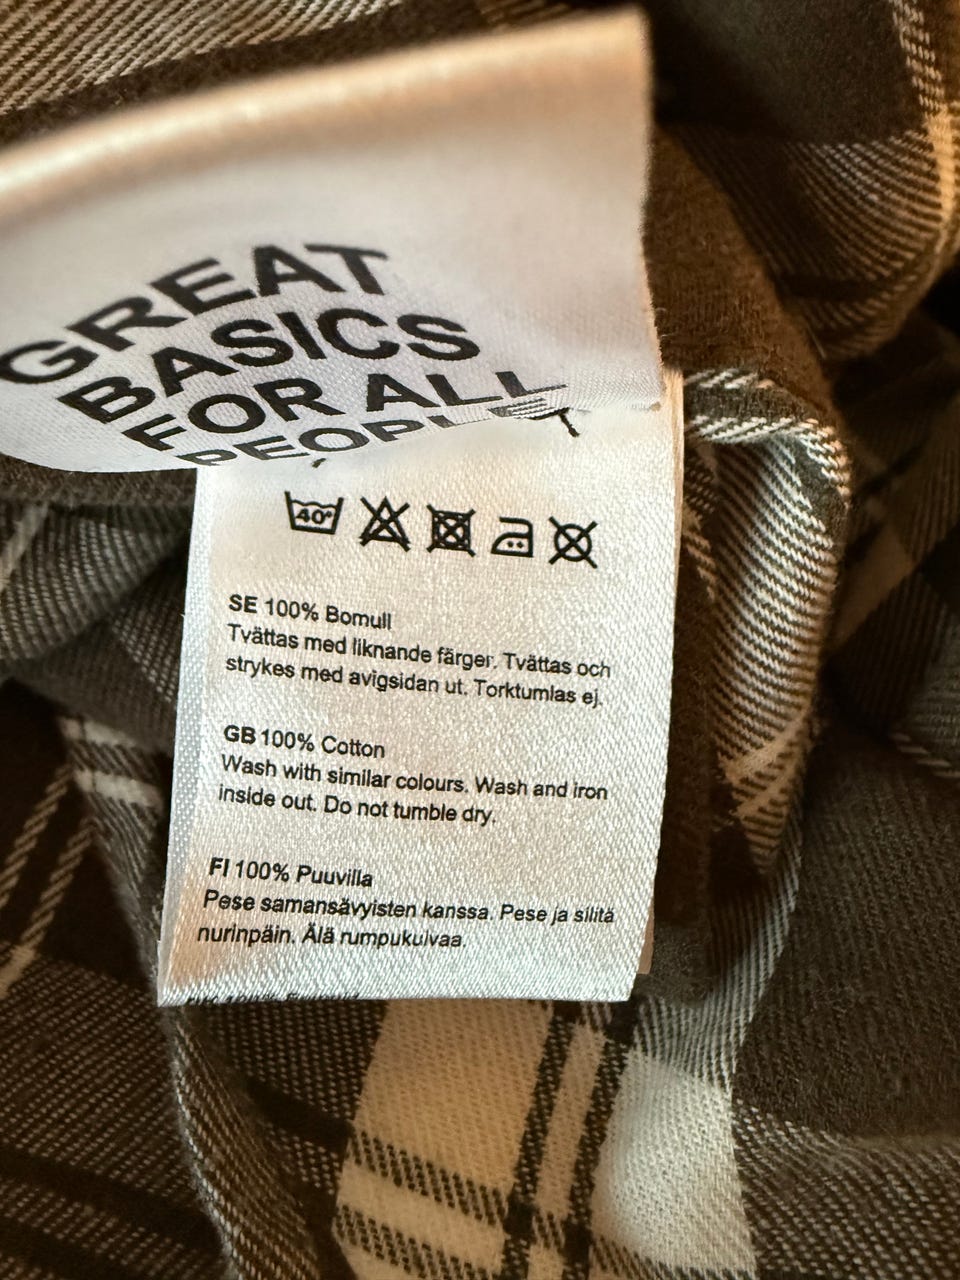 GREAT
BASICS
FOR ALL
PEOPLE
40°
SE 100% Bomull
Tvättas med liknande färger. Tvättas och
strykes med avigsidan ut. Torktumlas ej.
GB 100% Cotton
Wash with similar colours. Wash and iron
inside out. Do not tumble dry.
FI 100% Puuvilla
Pese samansävyisten kanssa. Pese ja silitä
nurinpäin. Älä rumpukuivaa.